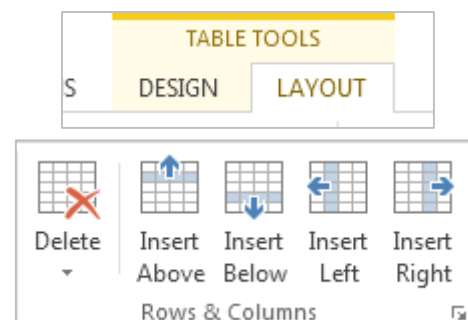 TABLE TOOLS
S DESIGN LAYOUT
Delete Insert Above Insert Below Insert Left Insert Right
Rows & Columns